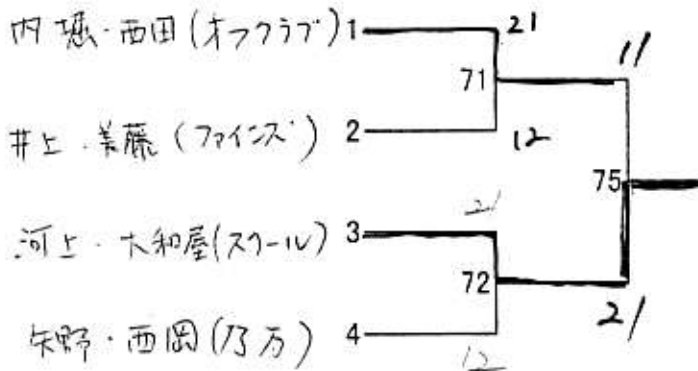 内堀・西田(オフクラブ) 1
21
11
71
井上・美藤(ファインズ) 2
12
75
河上・大和屋(スクール) 3
21
72
矢野・西岡(乃万) 4
12
21